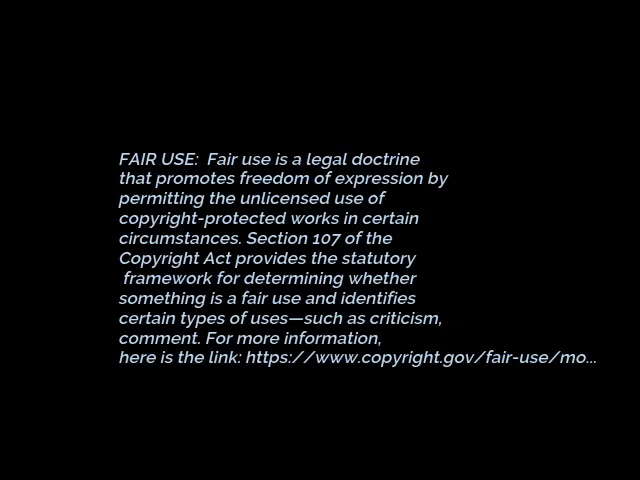 FAIR USE:  Fair use is a legal doctrine
that promotes freedom of expression by
permitting the unlicensed use of
copyright-protected works in certain
circumstances. Section 107 of the
Copyright Act provides the statutory
framework for determining whether
something is a fair use and identifies
certain types of uses—such as criticism,
comment. For more information,
here is the link: https://www.copyright.gov/fair-use/mo...